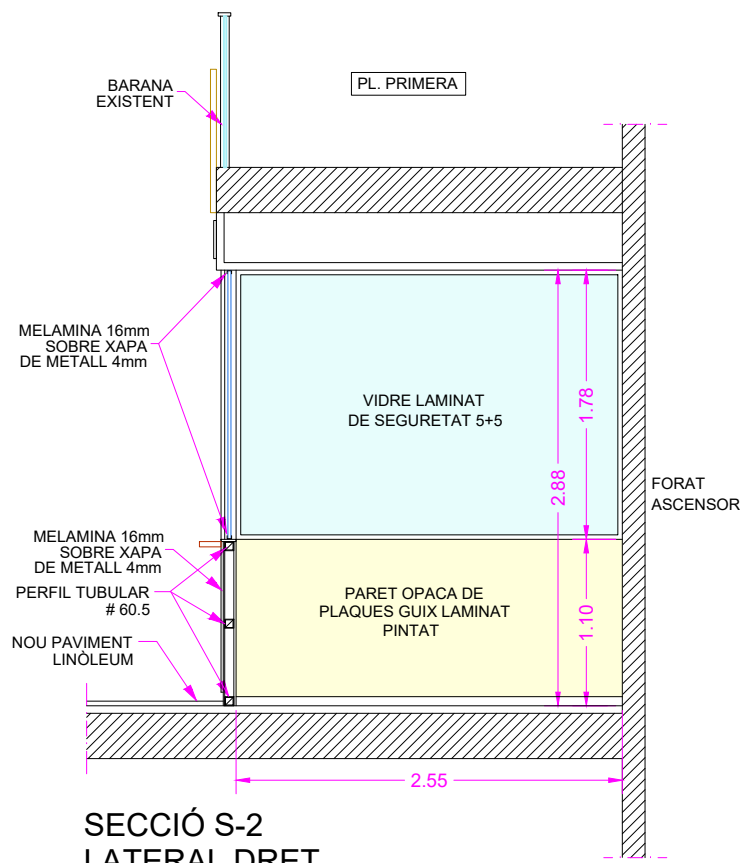 BARANA
EXISTENT
PL. PRIMERA
MELAMINA 16mm
SOBRE XAPA
DE METALL 4mm
VIDRE LAMINAT
DE SEGURETAT 5+5
1.78
2.88
FORAT
ASCENSOR
MELAMINA 16mm
SOBRE XAPA
DE METALL 4mm
PERFIL TUBULAR
# 60.5
PARET OPACA DE
PLAQUES GUIX LAMINAT
PINTAT
1.10
NOU PAVIMENT
LINÒLEUM
2.55
SECCIÓ S-2
LATERAL DRET